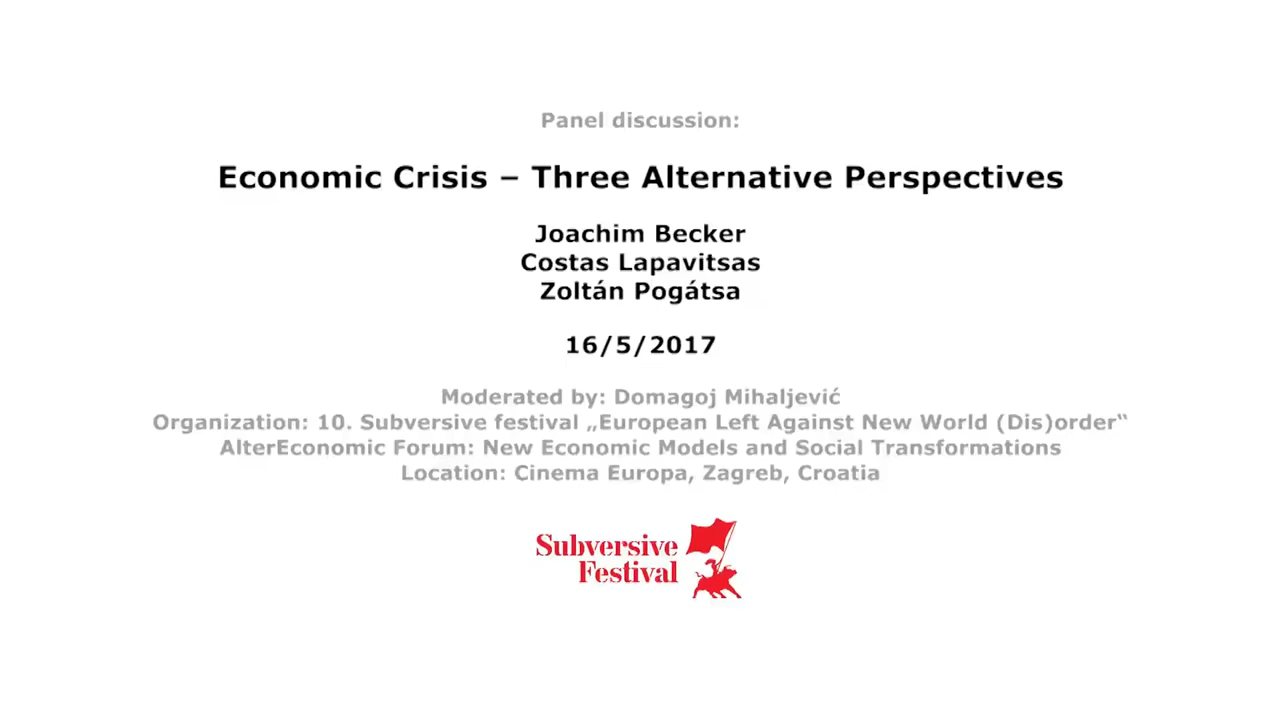 Panel discussion:
Economic Crisis – Three Alternative Perspectives
Joachim Becker
Costas Lapavitsas
Zoltán Pogátsa
16/5/2017
Moderated by: Domagoj Mihaljević
Organization: 10. Subversive festival „European Left Against New World (Dis)order“
AlterEconomic Forum: New Economic Models and Social Transformations
Location: Cinema Europa, Zagreb, Croatia
Subversive
Festival